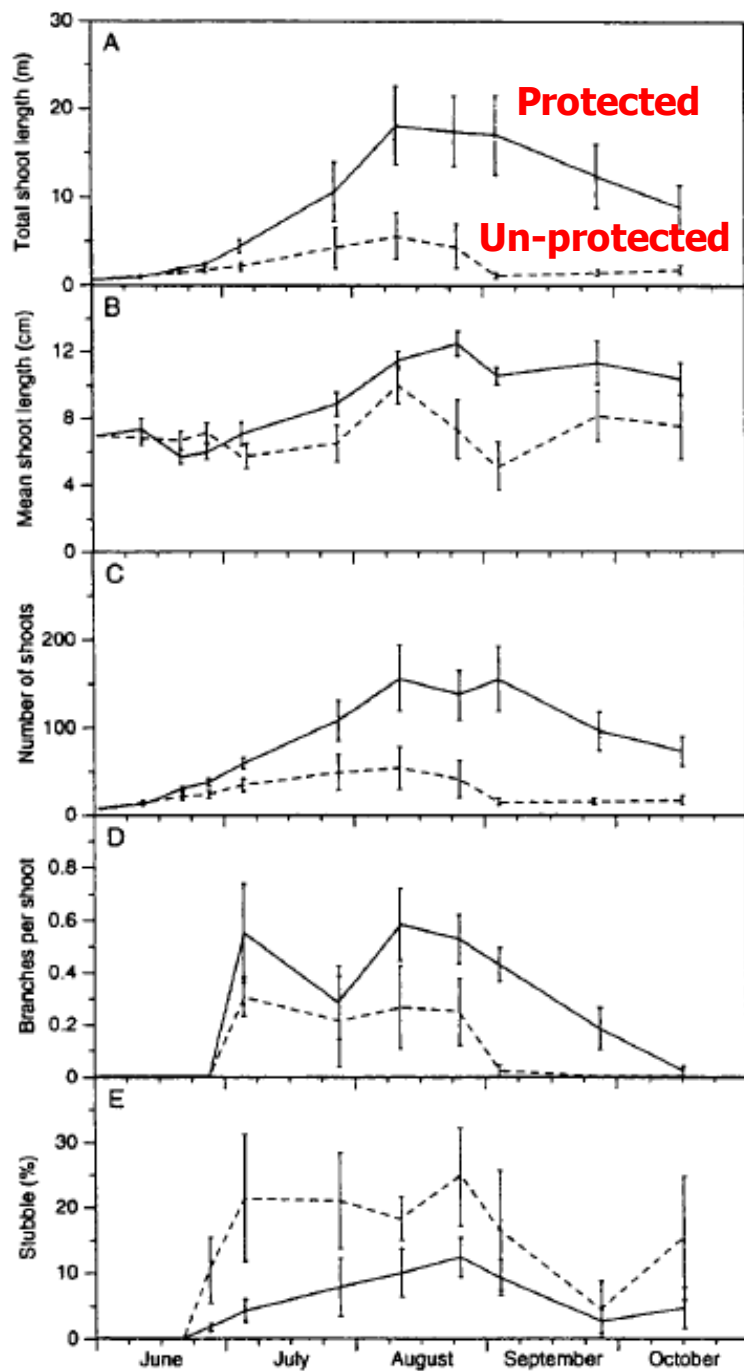 A
Total shoot length (m)
30
20
10
0
Protected
Un-protected
B
Mean shoot length (cm)
12
8
4
0
C
Number of shoots
200
100
0
D
Branches per shoot
0.8
0.6
0.4
0.2
0
E
Stubble (%)
30
20
10
0
June July August September October